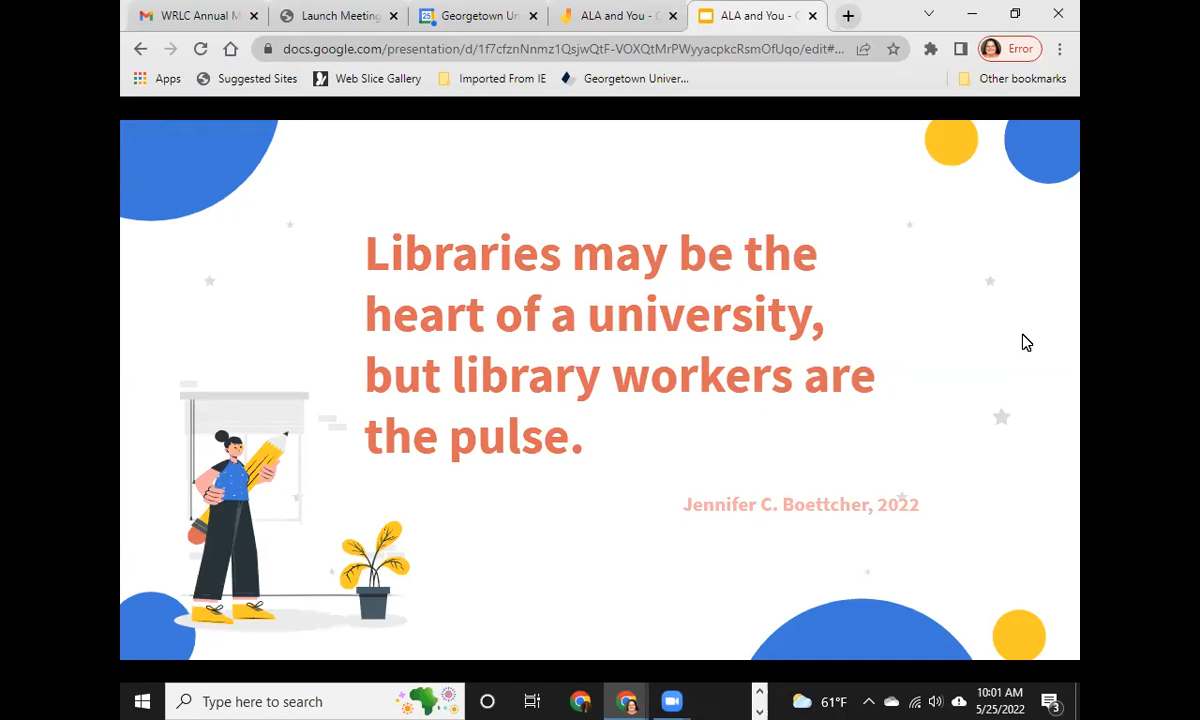 WRLC Annual M
Launch Meeting
25
Georgetown Un
ALA and You - G
ALA and You - G
docs.google.com/presentation/d/1f7cfznNnmz1QsjwQtF-VOXQtMrPWyyacpkcRsmOfUqo/edit#...
Error
Apps
Suggested Sites
Web Slice Gallery
Imported From IE
Georgetown Univer...
Other bookmarks
Libraries may be the
heart of a university,
but library workers are
the pulse.
Jennifer C. Boettcher, 2022
Type here to search
61°F
10:01 AM
5/25/2022
3